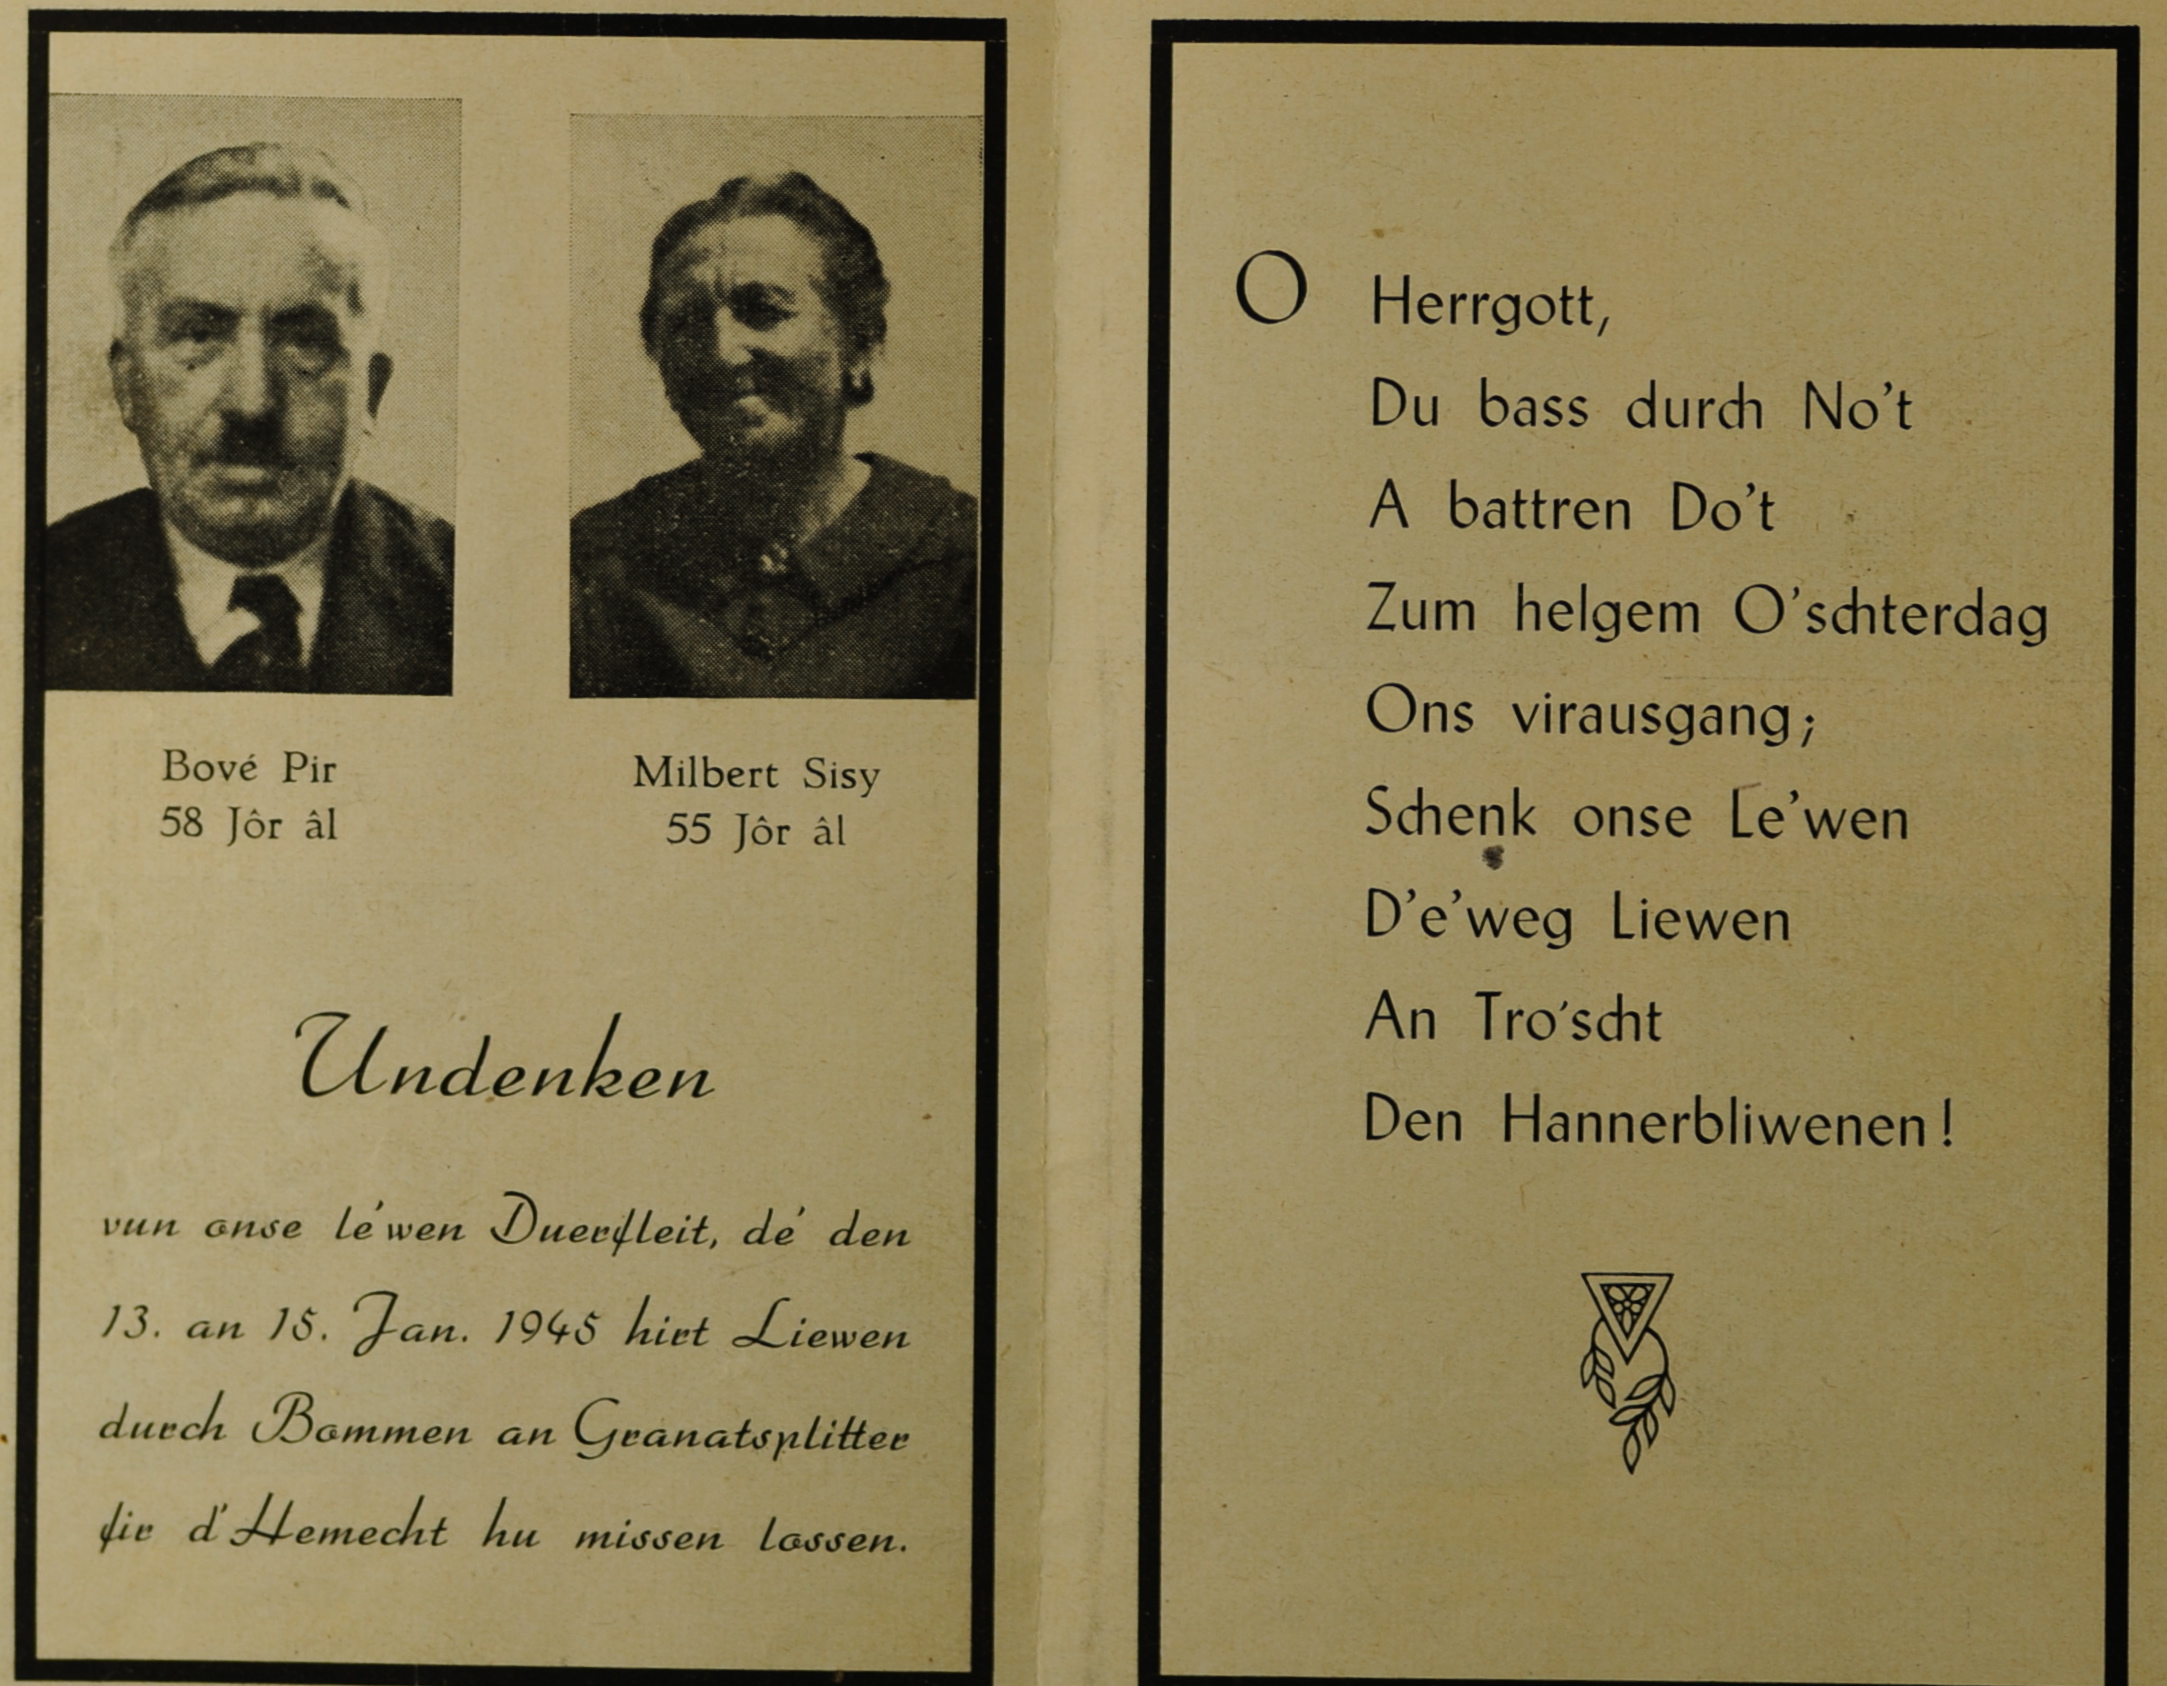 Bové Pir
58 Jôr âl
Milbert Sisy
55 Jôr âl
Undenken
vun onse lé'wen Duerfleit, dé' den
13. an 15. Jan. 1945 hirt Liewen
durch Bommen an Granatsplitter
fir d'Hemecht hu missen lossen.
O Herrgott,
Du bass durch No't
A battren Do't
Zum helgem O'schterdag
Ons virausgang;
Schenk onse Le'wen
D'e'weg Liewen
An Tro'scht
Den Hannerbliwenen!